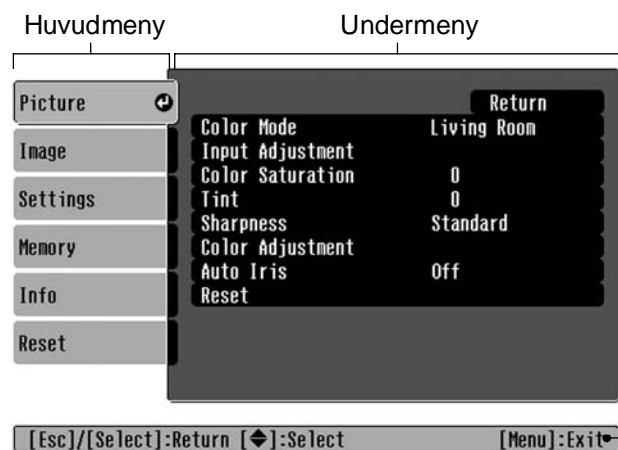 Huvudmeny
Undermeny
Picture
Image
Settings
Memory
Info
Reset
Return
Color Mode Living Room
Input Adjustment
Color Saturation 0
Tint 0
Sharpness Standard
Color Adjustment
Auto Iris Off
Reset
[Esc]/[Select]:Return [◆]:Select [Menu]:Exit